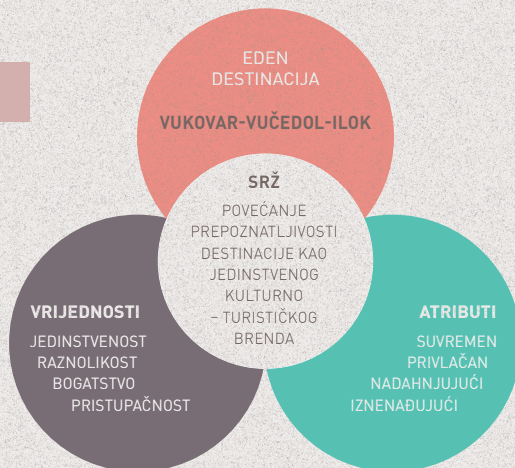 EDEN
DESTINACIJA
VUKOVAR-VUČEDOL-ILOK
SRŽ
POVEĆANJE
PREPOZNATLJIVOSTI
DESTINACIJE KAO
JEDINSTVENOG
KULTURNO
– TURISTIČKOG
BRENDA
VRIJEDNOSTI
JEDINSTVENOST
RAZNOLIKOST
BOGATSTVO
PRISTUPAČNOST
ATRIBUTI
SUVREMEN
PRIVLAČAN
NADAHNJUJUĆI
IZNENAĐUJUĆI